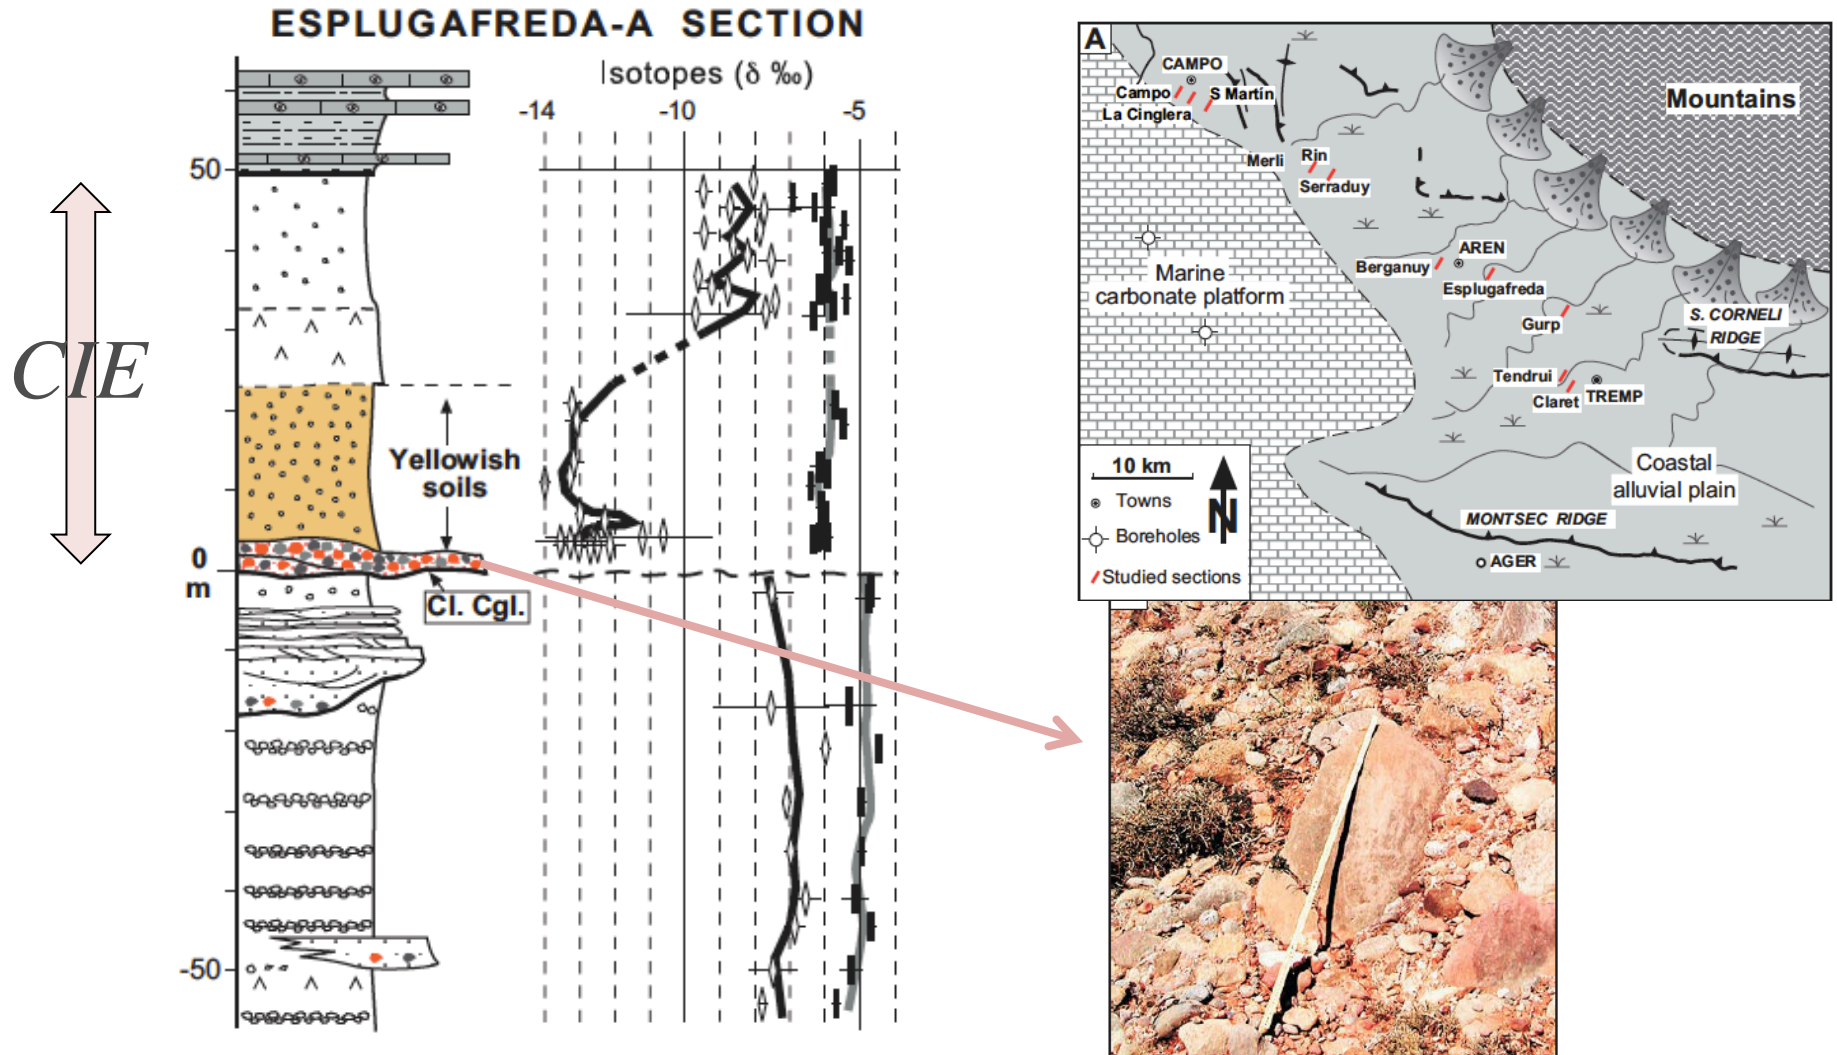 ESPLUGAFREDA-A SECTION
Isotopes (δ ‰)
-14 -10 -5
50
CIE
Yellowish
soils
0
m
Cl. Cgl.
-50
A
CAMPO
Campo
S Martín
La Cinglera
Mountains
Merli
Rin
Serraduy
AREN
Berganuy
Esplugafreda
Marine
carbonate platform
Gurp
S. CORNELI
RIDGE
Tendrui
Claret
TREMP
10 km
N
Towns
Boreholes
Studied sections
Coastal
alluvial plain
MONTSEC RIDGE
AGER